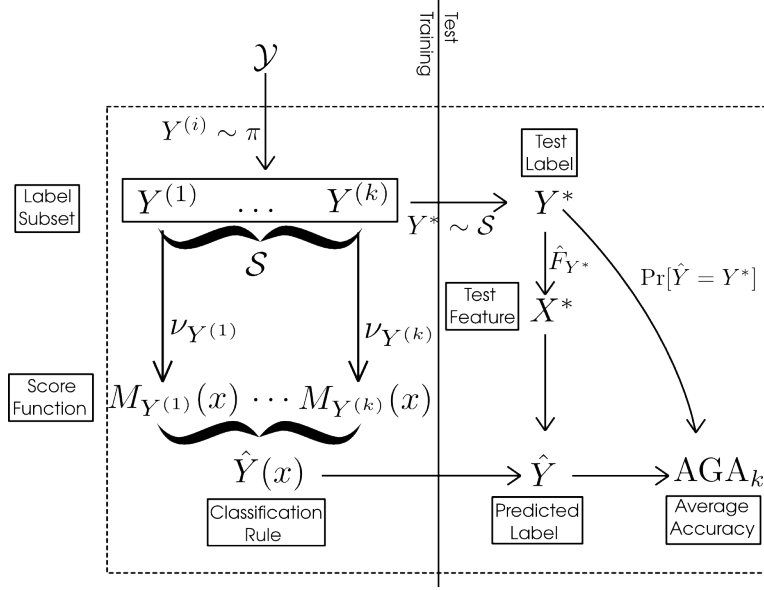 Training
Test
𝒴
Y^{(i)} ∼ π
Label
Subset
Y^{(1)} … Y^{(k)}
Y^* ∼ 𝒮
Test
Label
Y^*
𝒮
F̂_{Y^*}
Pr[Ŷ = Y^*]
Test
Feature
X^*
ν_{Y^{(1)}} ν_{Y^{(k)}}
Score
Function
M_{Y^{(1)}}(x) ⋯ M_{Y^{(k)}}(x)
Ŷ(x)
Ŷ
AGA_k
Classification
Rule
Predicted
Label
Average
Accuracy